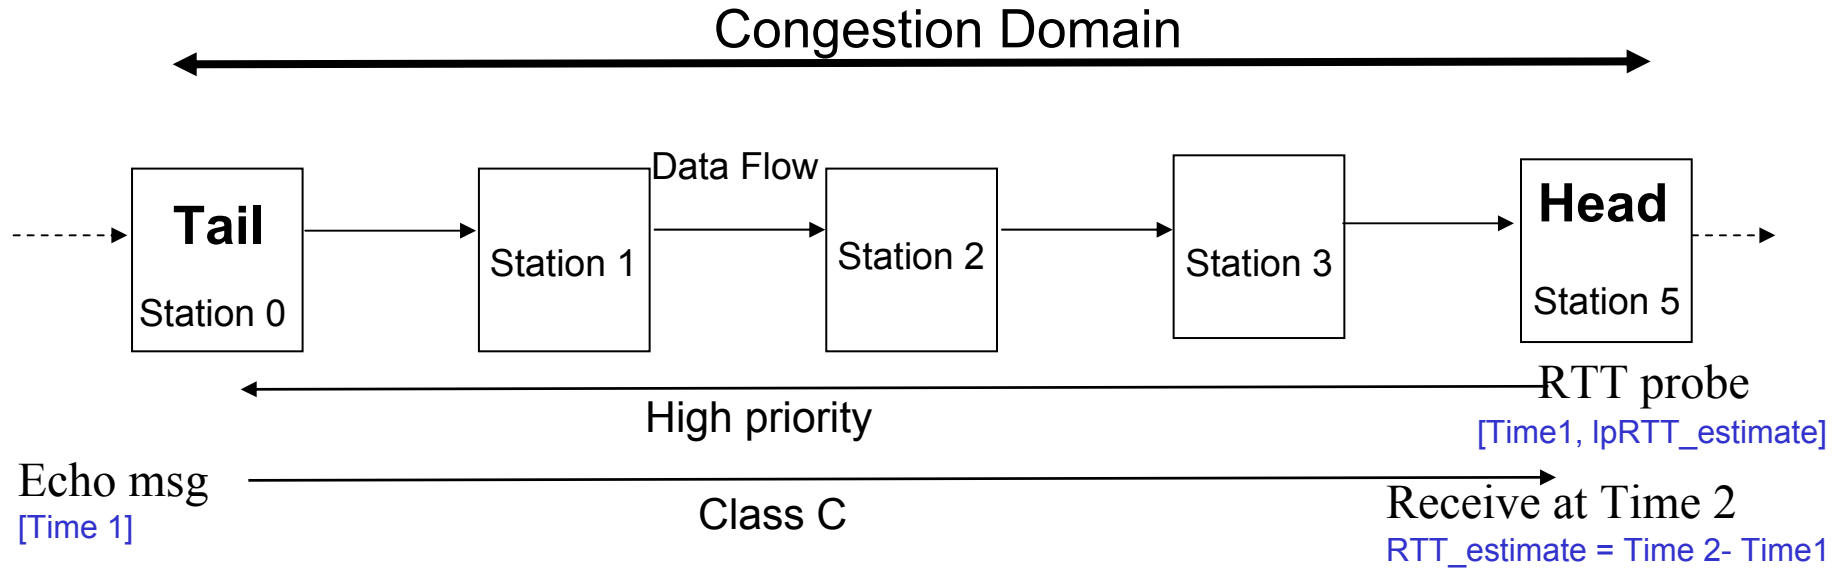 Congestion Domain
Data Flow
Tail
Station 0
Station 1
Station 2
Station 3
Head
Station 5
RTT probe
[Time1, lpRTT_estimate]
High priority
Echo msg
[Time 1]
Class C
Receive at Time 2
RTT_estimate = Time 2- Time1